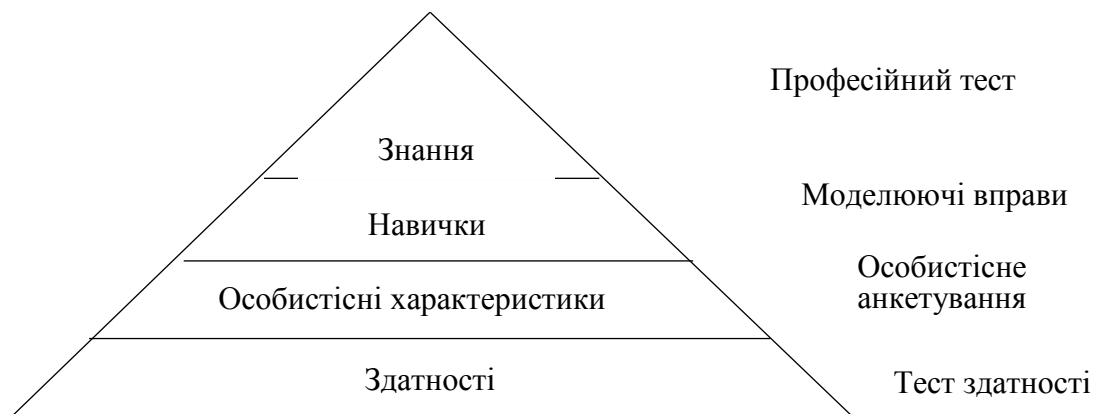 Професійний тест
Знання
Моделюючі вправи
Навички
Особистісне
анкетування
Особистісні характеристики
Здатності
Тест здатності